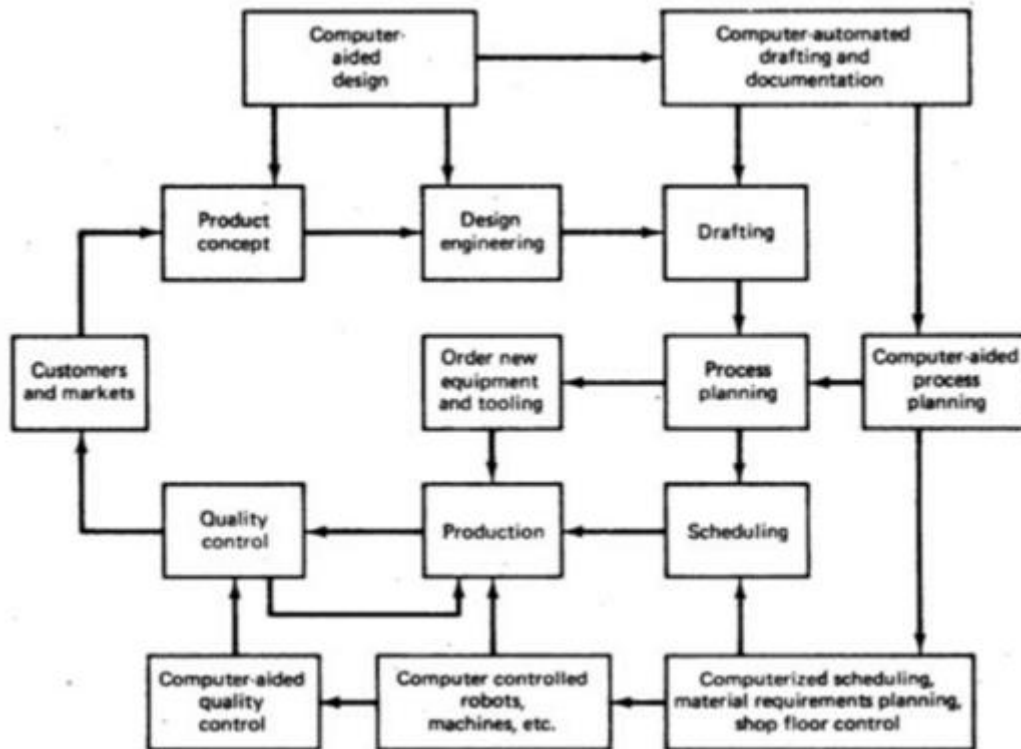 Computer-
aided
design
Computer-automated
drafting and
documentation
Product
concept
Design
engineering
Drafting
Customers
and markets
Order new
equipment
and tooling
Process
planning
Computer-aided
process
planning
Quality
control
Production
Scheduling
Computer-aided
quality
control
Computer controlled
robots,
machines, etc.
Computerized scheduling,
material requirements planning,
shop floor control